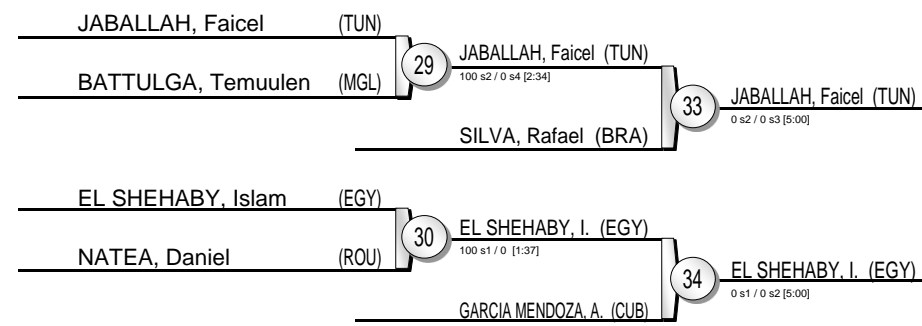 JABALLAH, Faicel (TUN)
BATTULGA, Temuulen (MGL)
29
JABALLAH, Faicel (TUN)
100 s2 / 0 s4 [2:34]
SILVA, Rafael (BRA)
33
JABALLAH, Faicel (TUN)
0 s2 / 0 s3 [5:00]
EL SHEHABY, Islam (EGY)
NATEA, Daniel (ROU)
30
EL SHEHABY, I. (EGY)
100 s1 / 0 [1:37]
GARCIA MENDOZA, A. (CUB)
34
EL SHEHABY, I. (EGY)
0 s1 / 0 s2 [5:00]